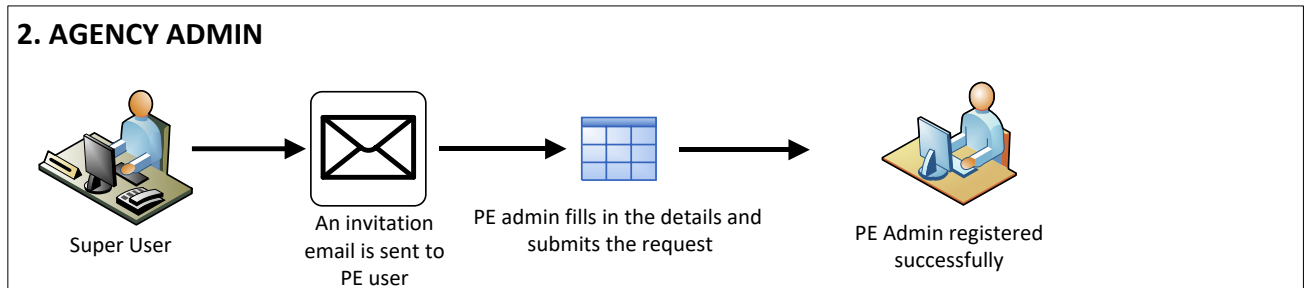 2. AGENCY ADMIN
Super User
An invitation
email is sent to
PE user
PE admin fills in the details and
submits the request
PE Admin registered
successfully